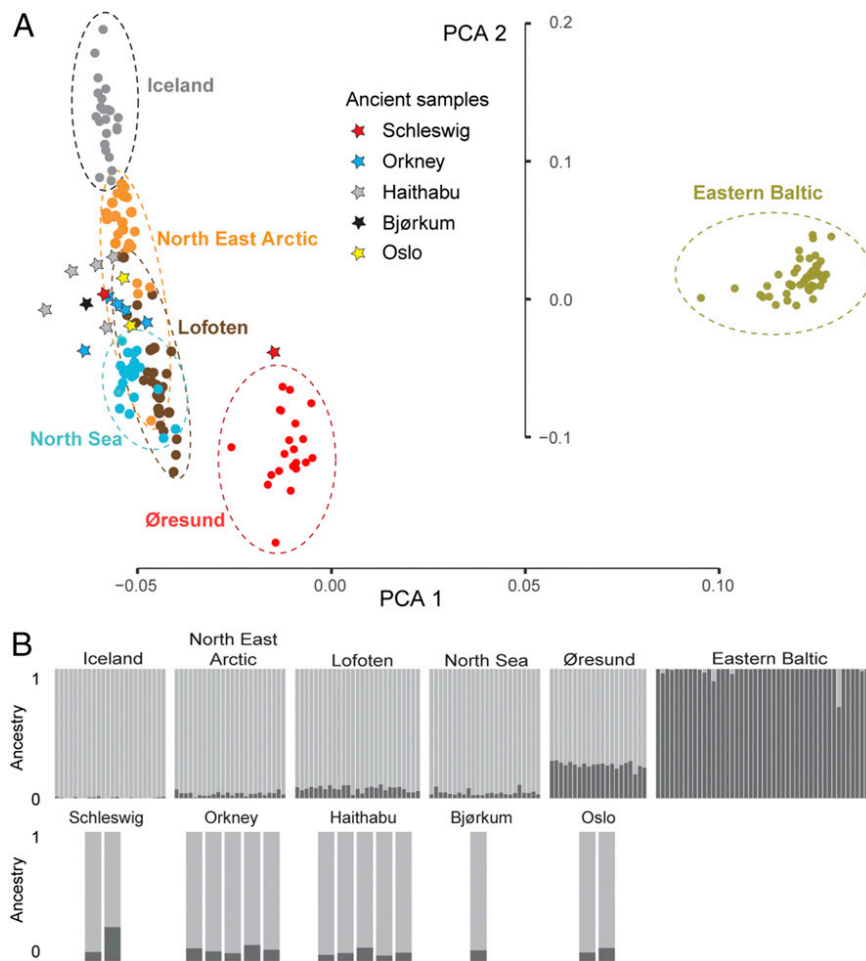 A
PCA 2
0.2
Iceland
Ancient samples
Schleswig
Orkney
Haithabu
Bjørkum
Oslo
0.1
Eastern Baltic
North East Arctic
0.0
Lofoten
North Sea
−0.1
Øresund
−0.05
0.00
0.05
0.10
PCA 1
B
Iceland
North East
Arctic
Lofoten
North Sea
Øresund
Eastern Baltic
1
Ancestry
0
Schleswig
Orkney
Haithabu
Bjørkum
Oslo
1
Ancestry
0